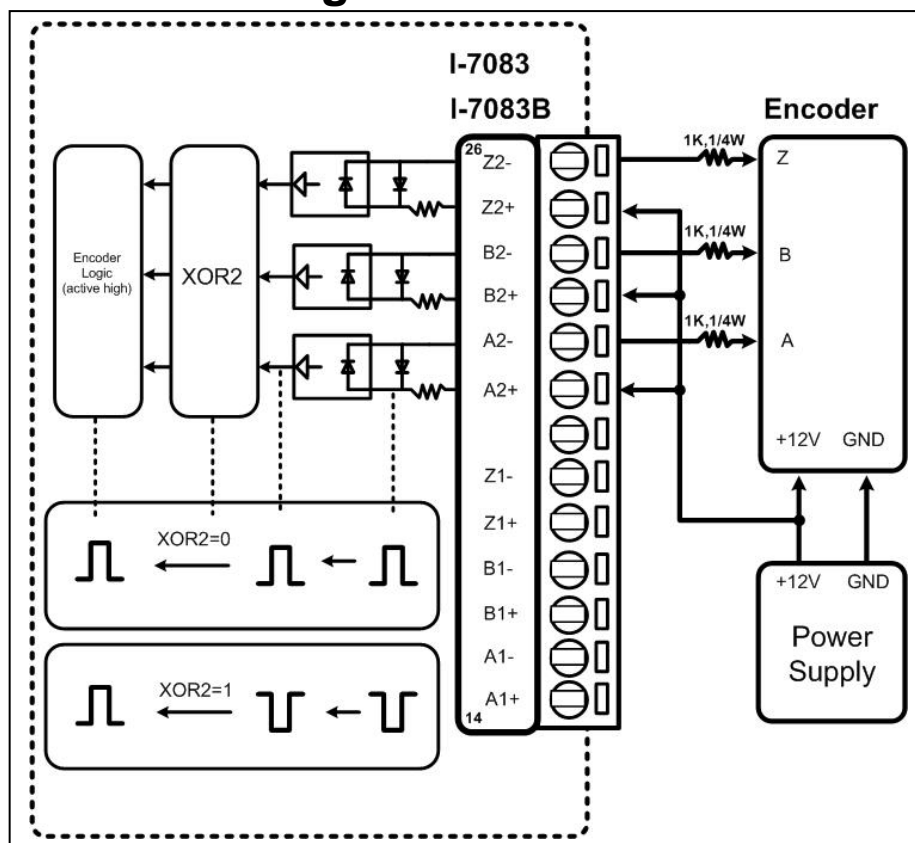 I-7083
I-7083B
Encoder
26
Z2-
Z2+
B2-
B2+
A2-
A2+
Z1-
Z1+
B1-
B1+
A1-
A1+
14
1K,1/4W
1K,1/4W
1K,1/4W
Z
B
A
+12V GND
+12V GND
Power
Supply
Encoder
Logic
(active high)
XOR2
XOR2=0
XOR2=1